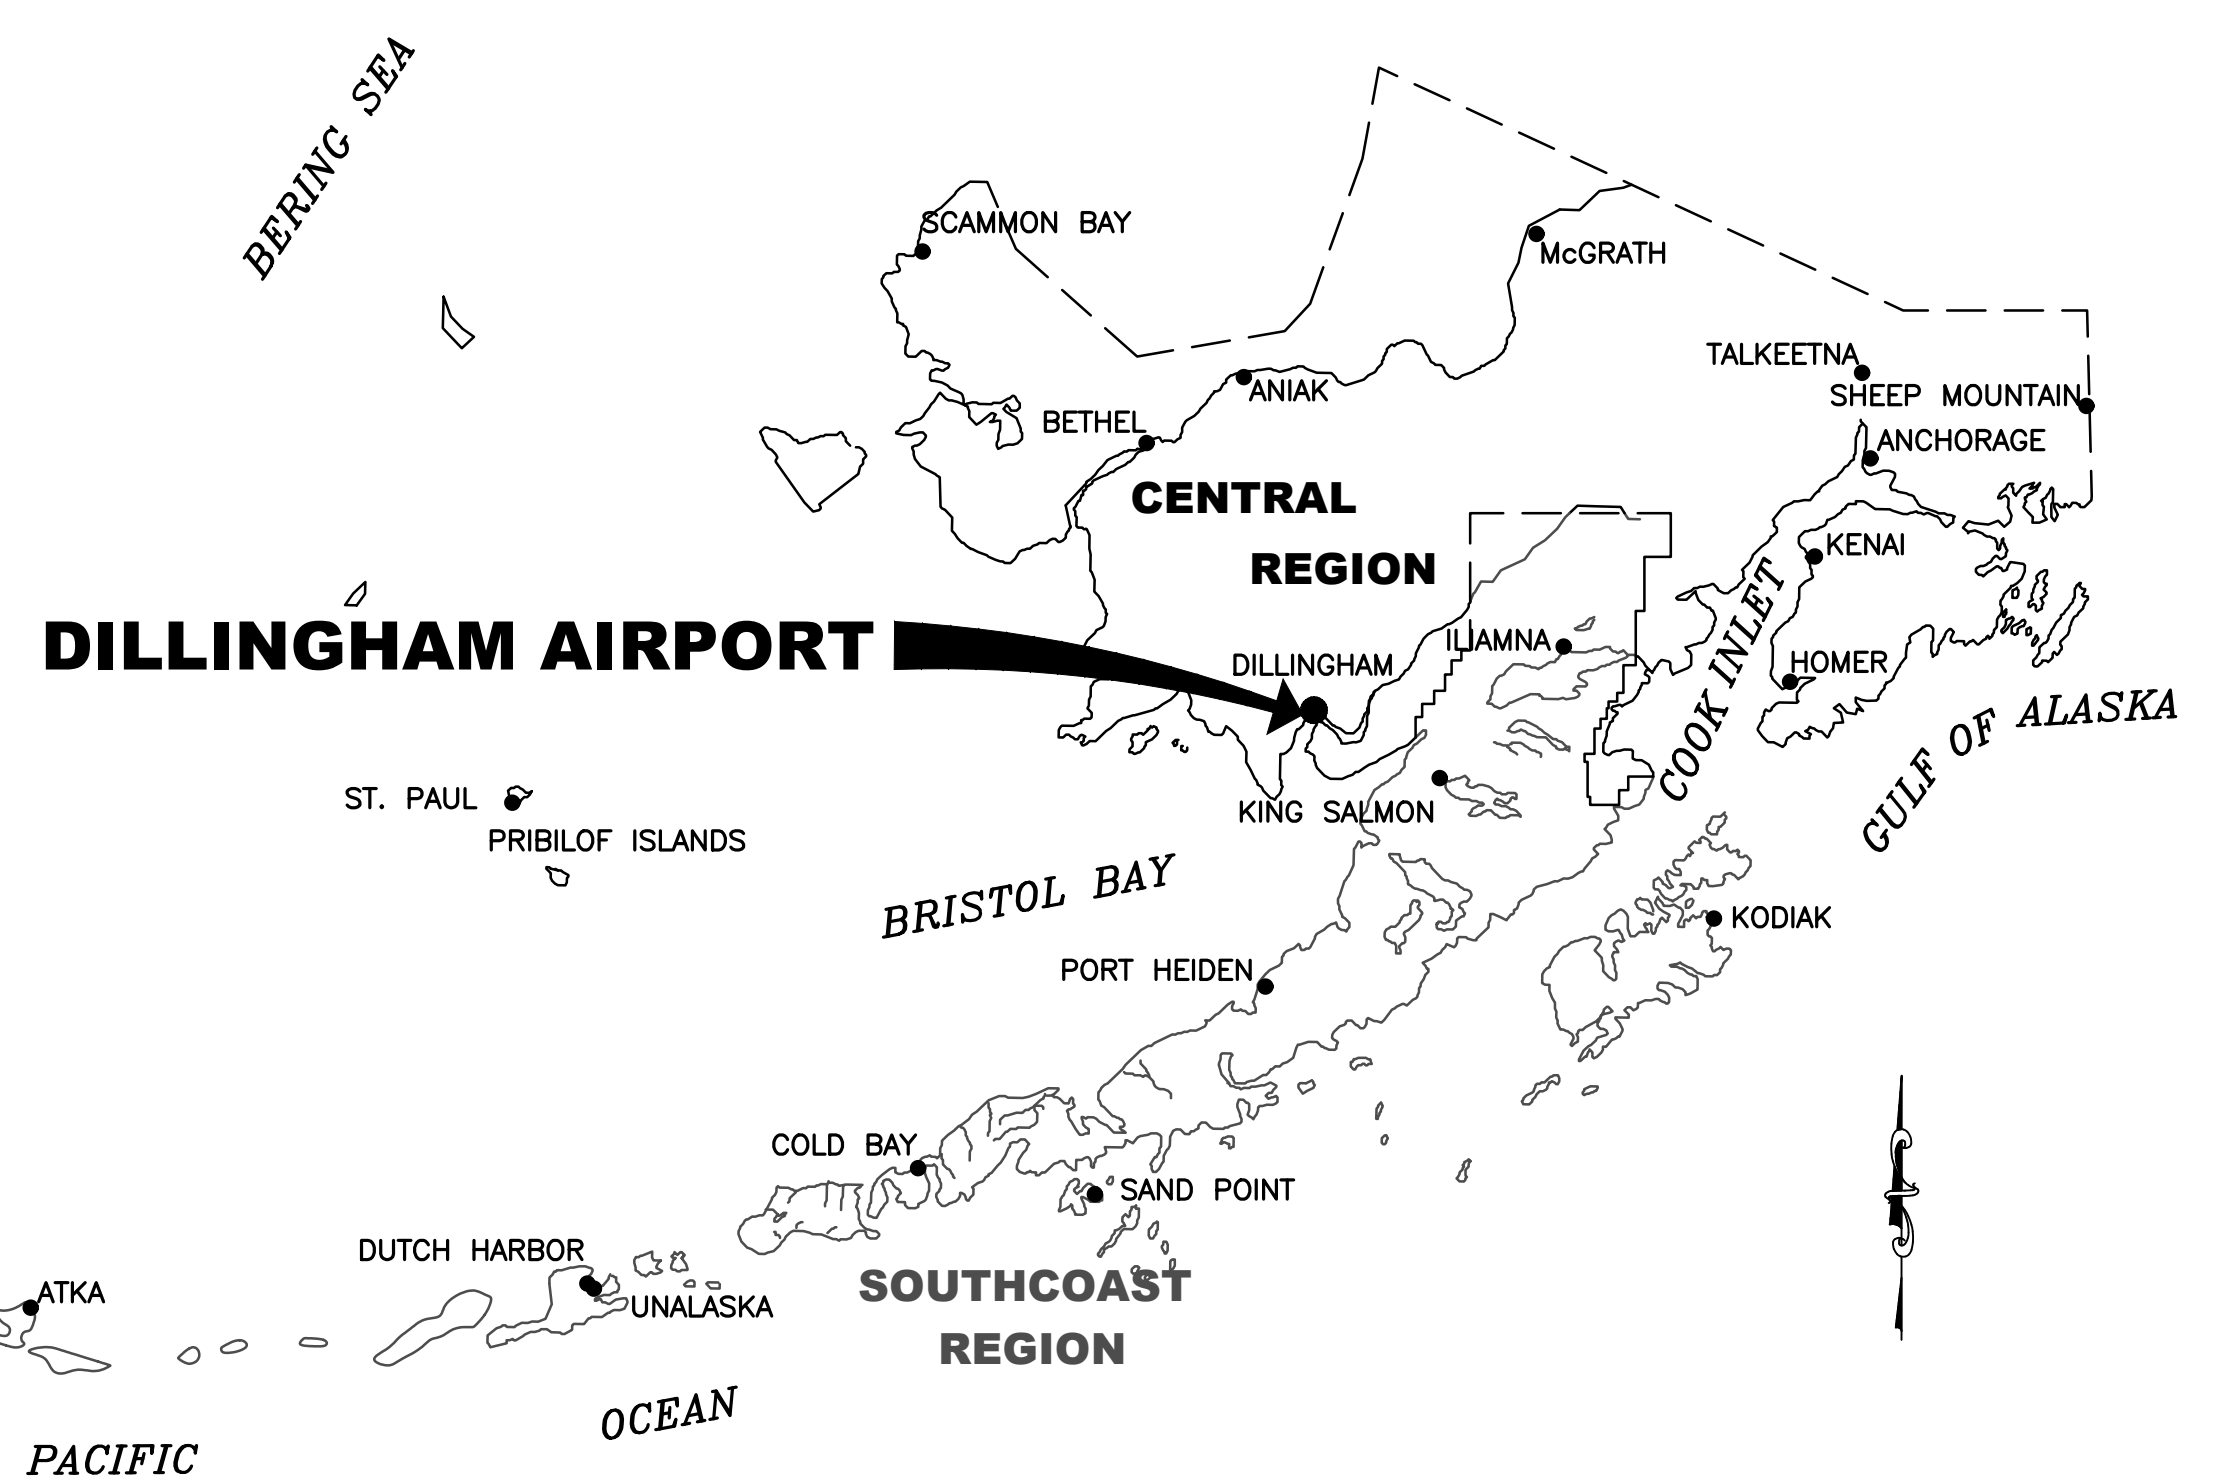 BERING SEA
SCAMMON BAY
McGRATH
TALKEETNA
SHEEP MOUNTAIN
ANIAK
BETHEL
ANCHORAGE
CENTRAL
REGION
KENAI
COOK INLET
DILLINGHAM AIRPORT
ILIAMNA
DILLINGHAM
HOMER
GULF OF ALASKA
ST. PAUL
KING SALMON
PRIBILOF ISLANDS
BRISTOL BAY
KODIAK
PORT HEIDEN
COLD BAY
SAND POINT
DUTCH HARBOR
SOUTHCOAST
REGION
ATKA
UNALASKA
PACIFIC
OCEAN